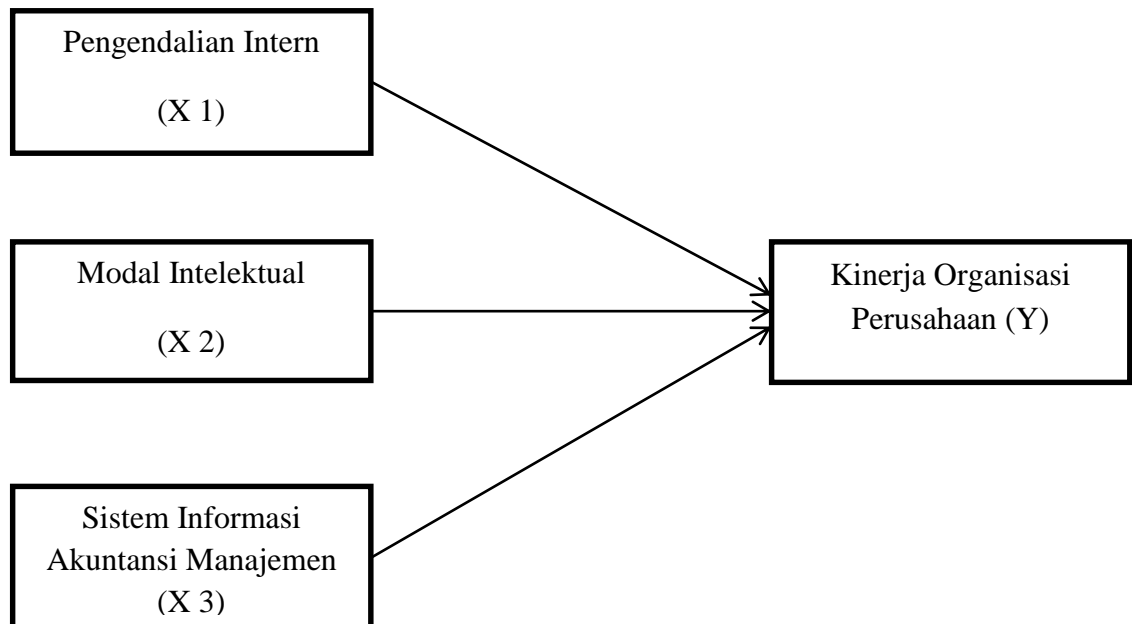 Pengendalian Intern
(X 1)
Modal Intelektual
(X 2)
Kinerja Organisasi
Perusahaan (Y)
Sistem Informasi
Akuntansi Manajemen
(X 3)